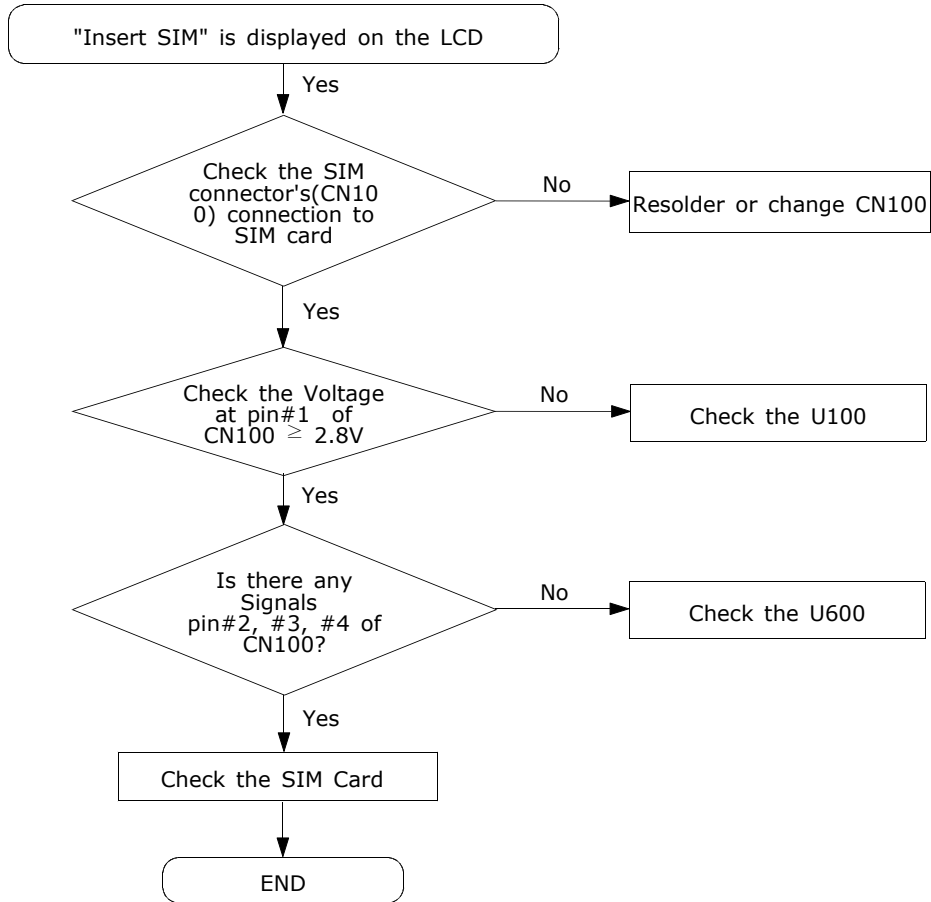 "Insert SIM" is displayed on the LCD
Yes
Check the SIM
connector's(CN10
0) connection to
SIM card
No
Resolder or change CN100
Yes
Check the Voltage
at pin#1 of
CN100 ≥ 2.8V
No
Check the U100
Yes
Is there any
Signals
pin#2, #3, #4 of
CN100?
No
Check the U600
Yes
Check the SIM Card
END